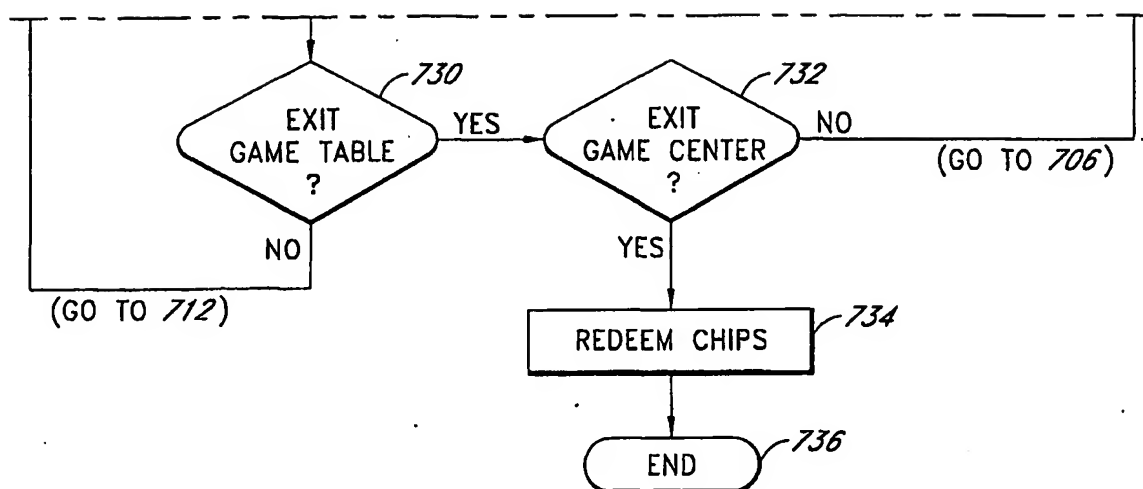 730
EXIT
GAME TABLE
?
YES
NO
(GO TO 712)
732
EXIT
GAME CENTER
?
NO
(GO TO 706)
YES
REDEEM CHIPS
734
END
736